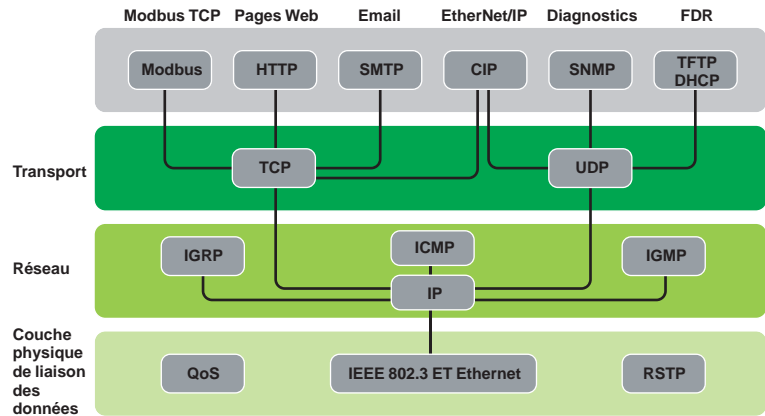 Modbus TCP Pages Web Email EtherNet/IP Diagnostics FDR
Modbus HTTP SMTP CIP SNMP TFTP
DHCP
Transport
TCP UDP
Réseau
IGRP ICMP IGMP
IP
Couche
physique
de liaison
des
données
QoS IEEE 802.3 ET Ethernet RSTP